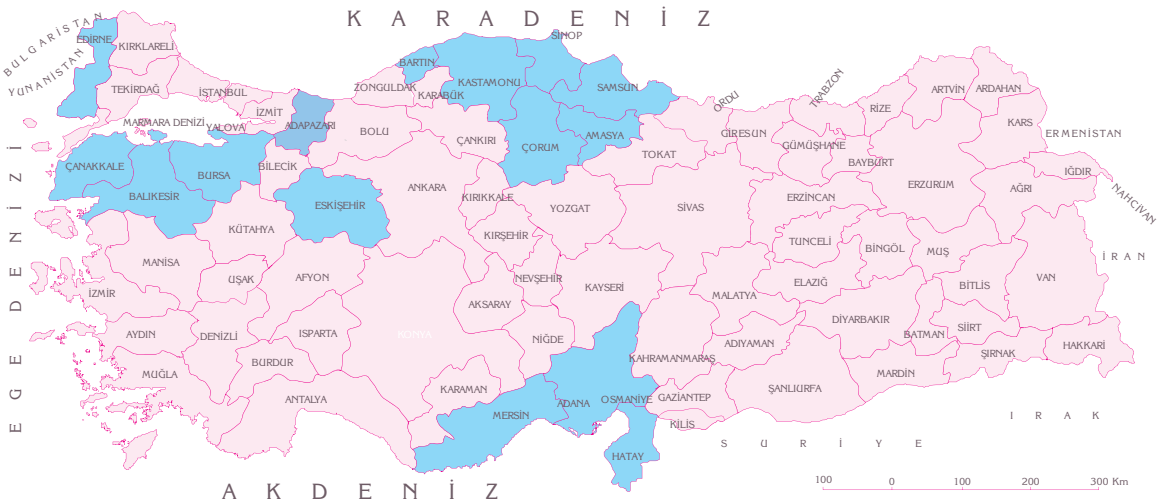 KARADENİZ
BULGARİSTAN
YUNANİSTAN
EDİRNE
KIRKLARELİ
TEKİRDAĞ
İSTANBUL
İZMİT
ADAPAZARI
MARMARA DENİZİ
YALOVA
ZONGULDAK
BARTIN
KARABÜK
KASTAMONU
SİNOP
SAMSUN
ORDU
TRABZON
RİZE
ARTVİN
ARDAHAN
KARS
ERMENİSTAN
BOLU
ÇANKIRI
ÇORUM
AMASYA
TOKAT
GİRESUN
GÜMÜŞHANE
BAYBURT
ERZURUM
IĞDIR
NAHCIVAN
AĞRI
ÇANAKKALE
BALIKESİR
BURSA
BİLECİK
ESKİŞEHİR
ANKARA
KIRIKKALE
YOZGAT
SİVAS
ERZİNCAN
TUNCELİ
BİNGÖL
MUŞ
VAN
İRAN
KÜTAHYA
KIRŞEHİR
NEVŞEHİR
KAYSERİ
MALATYA
ELAZIĞ
BİTLİS
MANİSA
UŞAK
AFYON
AKSARAY
İZMİR
AYDIN
DENİZLİ
ISPARTA
KONYA
NİĞDE
KAHRAMANMARAŞ
ADIYAMAN
DİYARBAKIR
BATMAN
SİİRT
ŞIRNAK
HAKKARİ
MUĞLA
BURDUR
ANTALYA
KARAMAN
MERSİN
ADANA
OSMANİYE
GAZİANTEP
KİLİS
ŞANLIURFA
MARDİN
HATAY
EGE DENİZİ
AKDENİZ
SURİYE
IRAK
100 0 100 200 300 Km